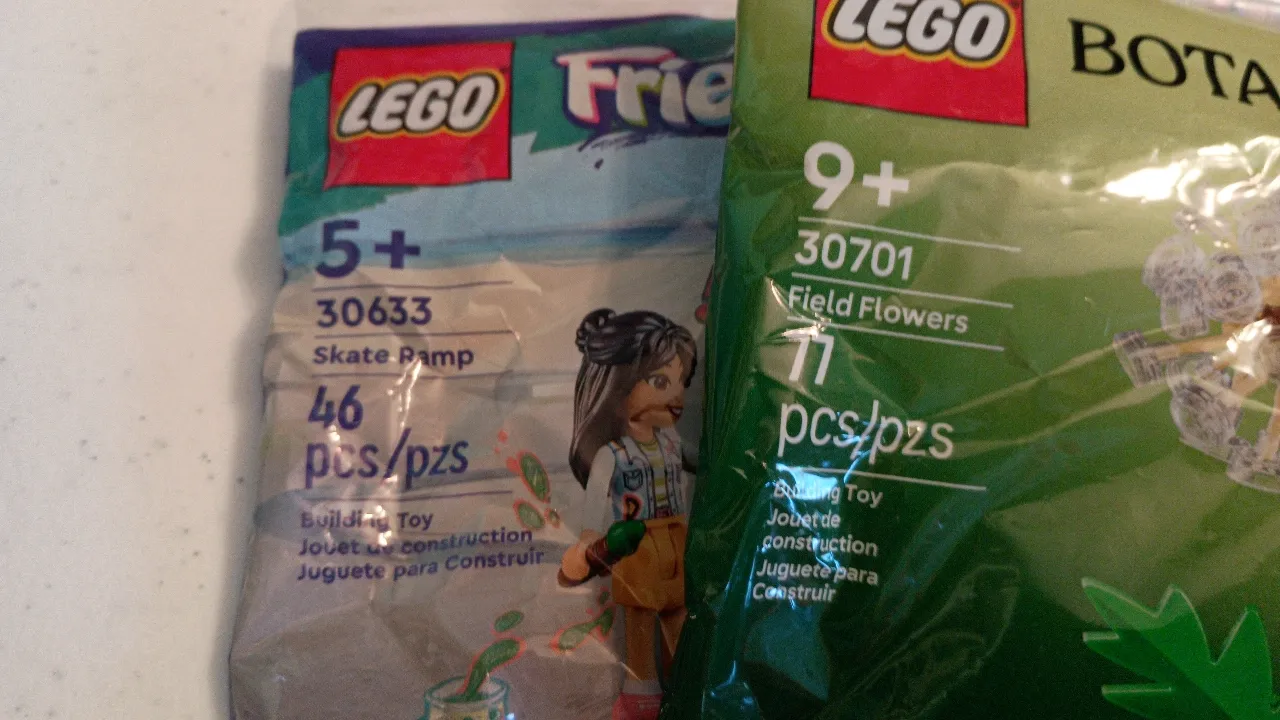 LEGO
Frie
5+
30633
Skate Ramp
46
pcs/pzs
Building Toy
Jouet de construction
Juguete para Construir
LEGO
BOTA
9+
30701
Field Flowers
77
pcs/pzs
Building Toy
Jouet de
construction
Juguete para
Construir